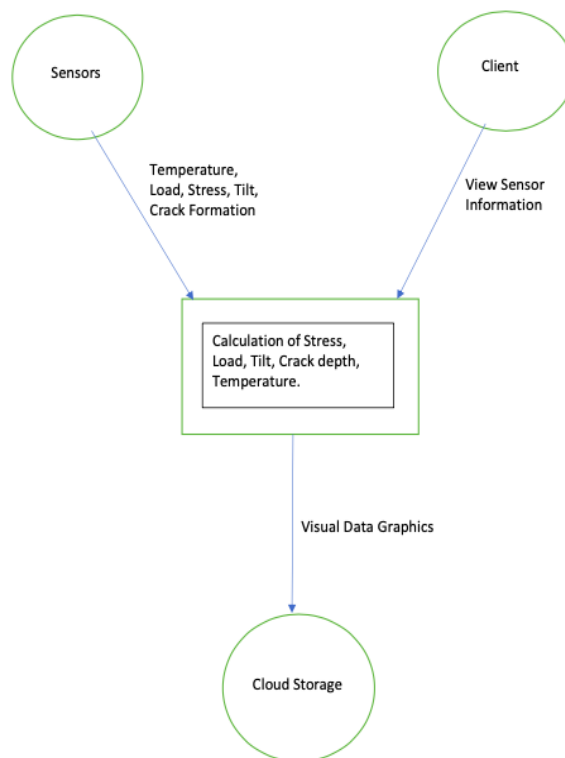 Sensors
Client
Temperature,
Load, Stress, Tilt,
Crack Formation
View Sensor
Information
Calculation of Stress,
Load, Tilt, Crack depth,
Temperature.
Visual Data Graphics
Cloud Storage